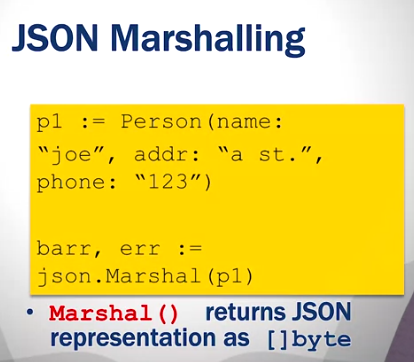 JSON Marshalling
p1 := Person(name:
“joe”, addr: “a st.”,
phone: “123”)
barr, err :=
json.Marshal(p1)
• Marshal() returns JSON
representation as []byte